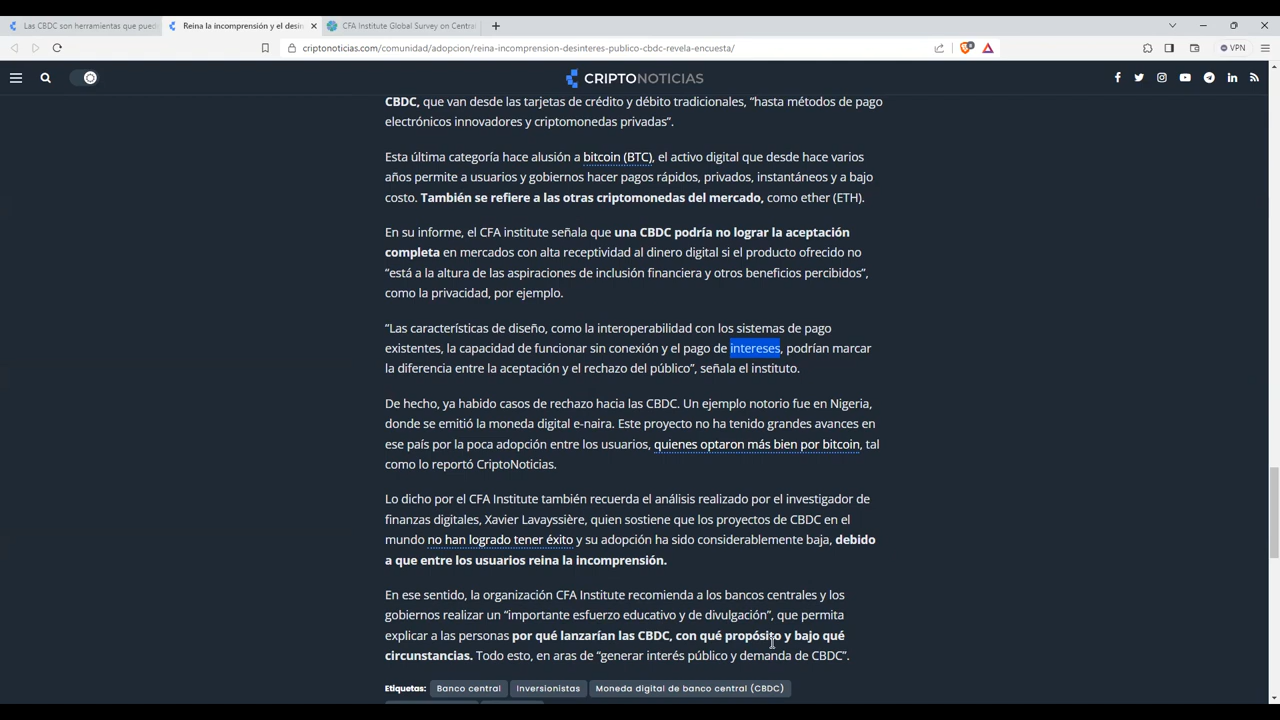 Las CBDC son herramientas que pued
Reina la incomprensión y el desin
CFA Institute Global Survey on Centra
criptonoticias.com/comunidad/adopcion/reina-incomprension-desinteres-publico-cbdc-revela-encuesta/
VPN
CRIPTONOTICIAS
CBDC, que van desde las tarjetas de crédito y débito tradicionales, “hasta métodos de pago
electrónicos innovadores y criptomonedas privadas”.
Esta última categoría hace alusión a bitcoin (BTC), el activo digital que desde hace varios
años permite a usuarios y gobiernos hacer pagos rápidos, privados, instantáneos y a bajo
costo. También se refiere a las otras criptomonedas del mercado, como ether (ETH).
En su informe, el CFA institute señala que una CBDC podría no lograr la aceptación
completa en mercados con alta receptividad al dinero digital si el producto ofrecido no
“está a la altura de las aspiraciones de inclusión financiera y otros beneficios percibidos”,
como la privacidad, por ejemplo.
“Las características de diseño, como la interoperabilidad con los sistemas de pago
existentes, la capacidad de funcionar sin conexión y el pago de intereses, podrían marcar
la diferencia entre la aceptación y el rechazo del público”, señala el instituto.
De hecho, ya habido casos de rechazo hacia las CBDC. Un ejemplo notorio fue en Nigeria,
donde se emitió la moneda digital e-naira. Este proyecto no ha tenido grandes avances en
ese país por la poca adopción entre los usuarios, quienes optaron más bien por bitcoin, tal
como lo reportó CriptoNoticias.
Lo dicho por el CFA Institute también recuerda el análisis realizado por el investigador de
finanzas digitales, Xavier Lavayssière, quien sostiene que los proyectos de CBDC en el
mundo no han logrado tener éxito y su adopción ha sido considerablemente baja, debido
a que entre los usuarios reina la incomprensión.
En ese sentido, la organización CFA Institute recomienda a los bancos centrales y los
gobiernos realizar un “importante esfuerzo educativo y de divulgación”, que permita
explicar a las personas por qué lanzarían las CBDC, con qué propósito y bajo qué
circunstancias. Todo esto, en aras de “generar interés público y demanda de CBDC”.
Etiquetas: Banco central Inversionistas Moneda digital de banco central (CBDC)